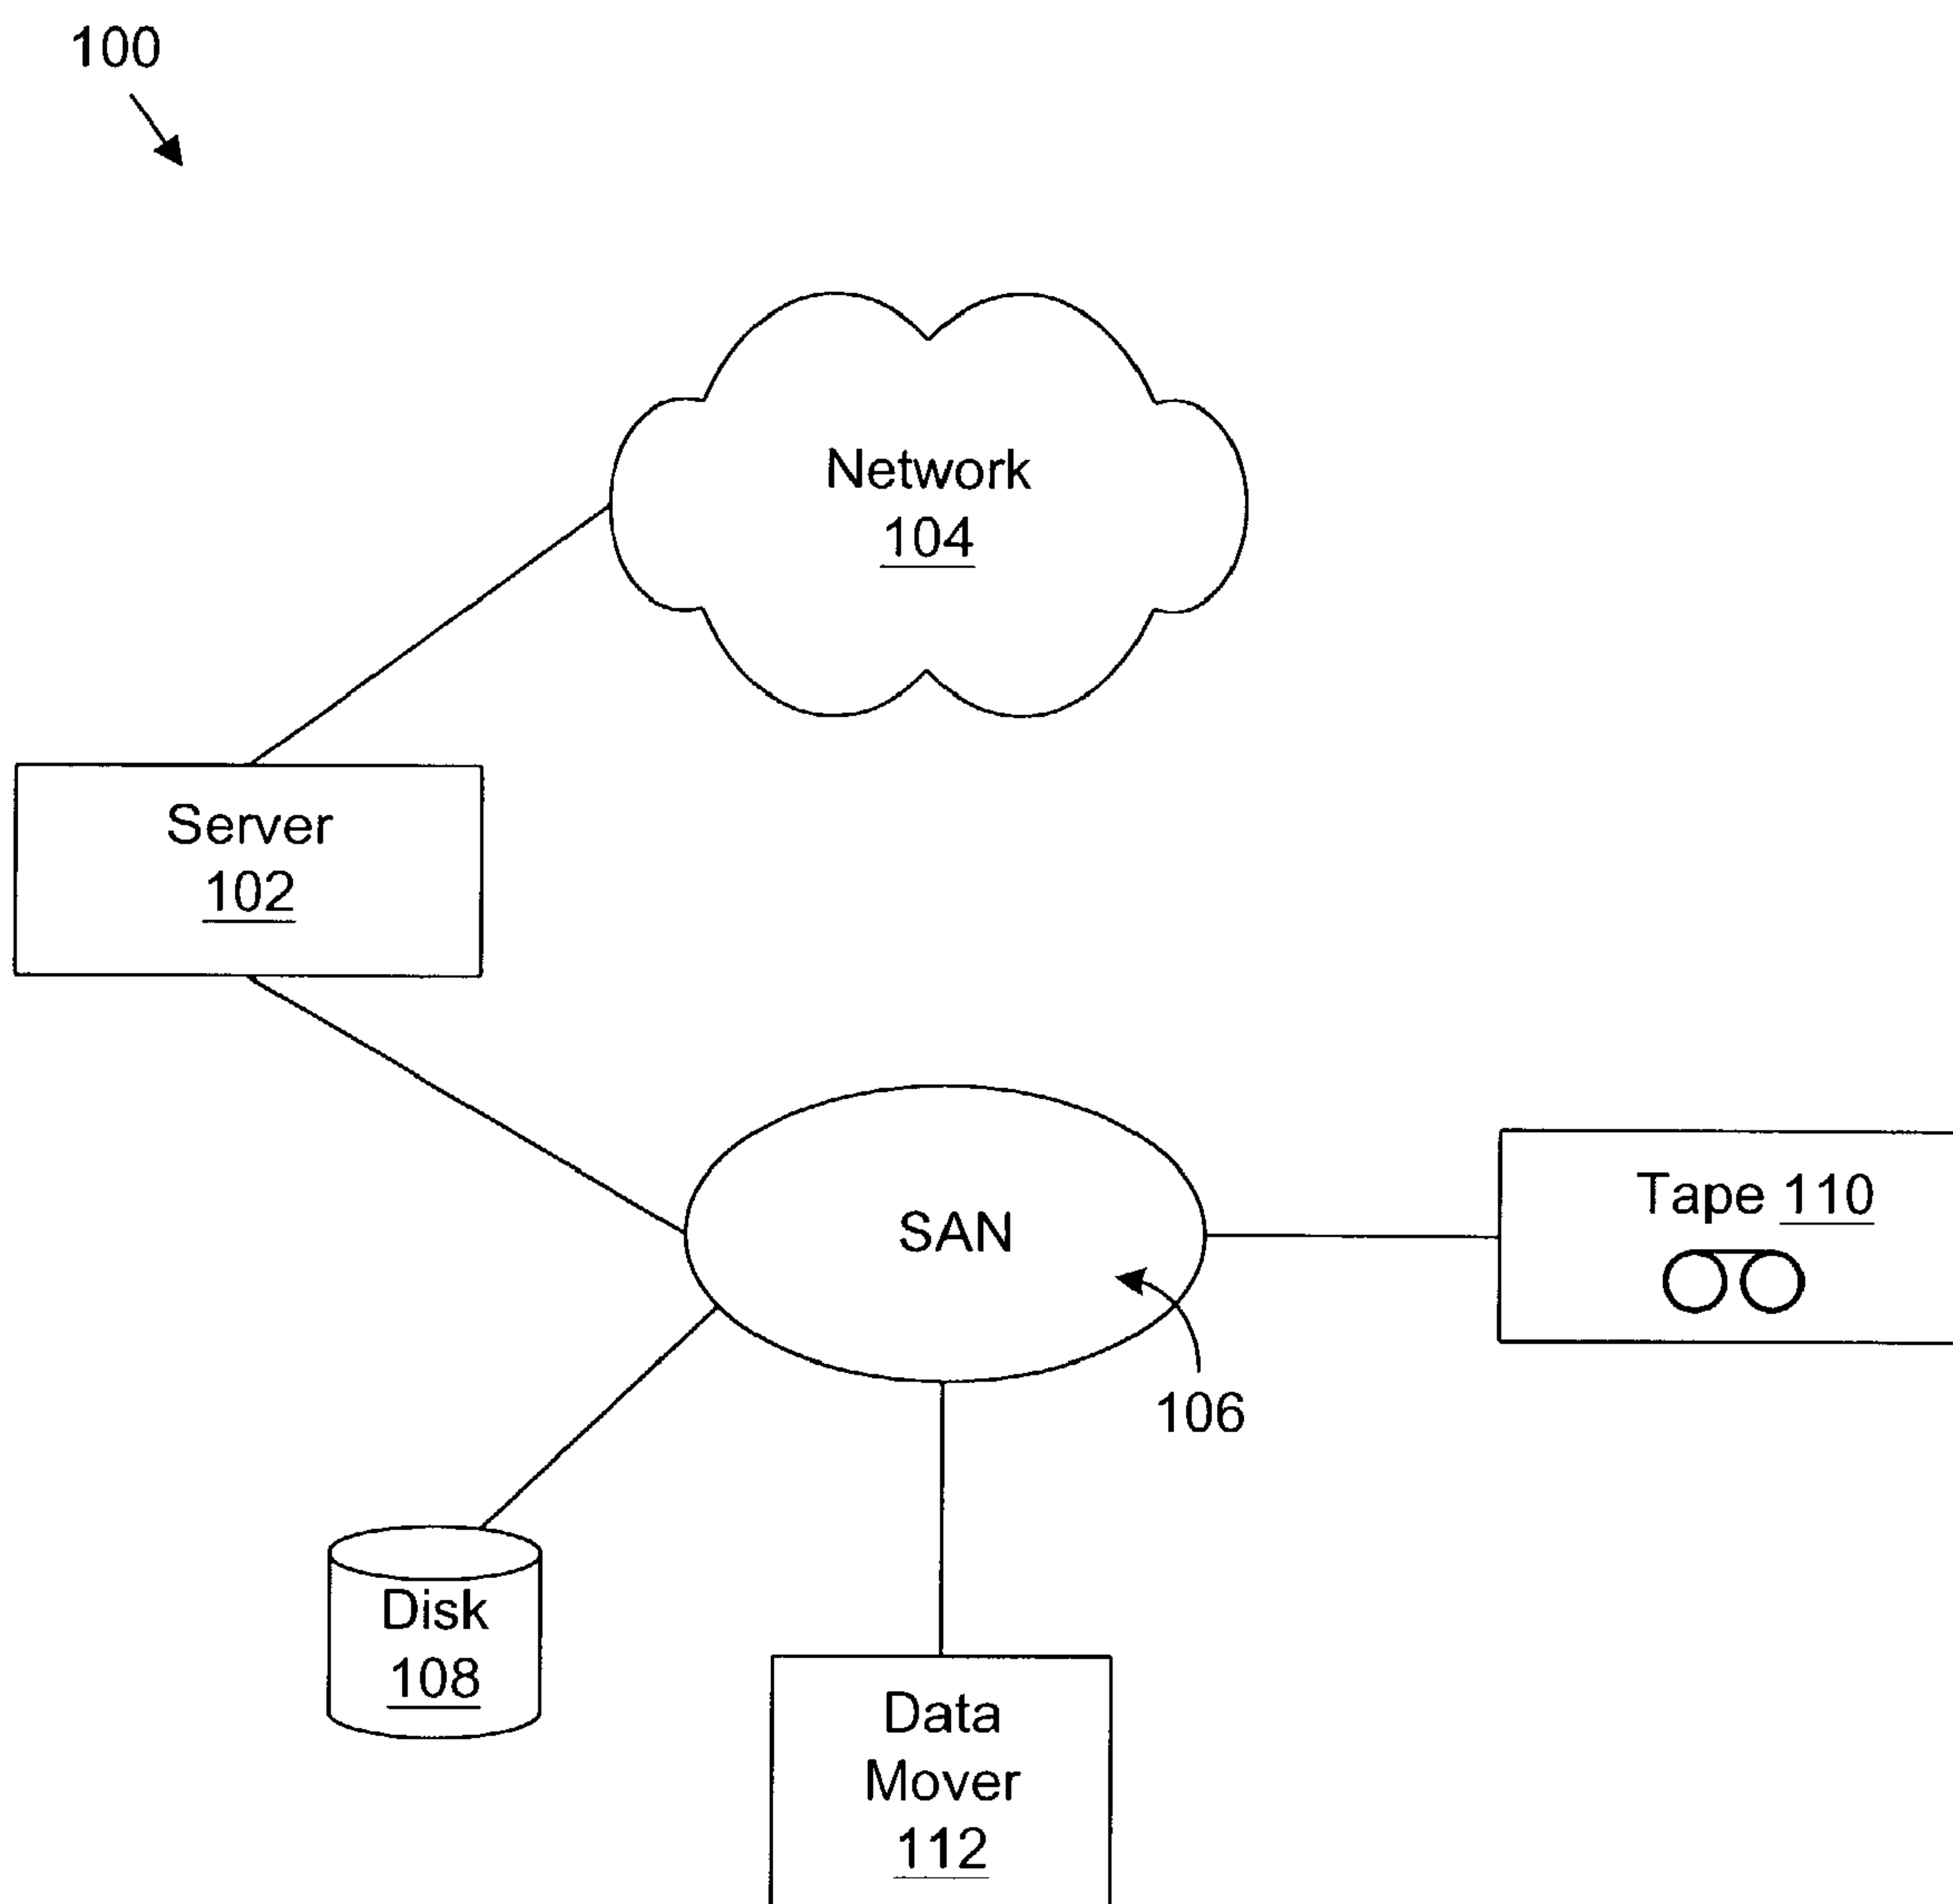 100
Network
104
Server
102
SAN
Tape 110
106
Disk
108
Data
Mover
112